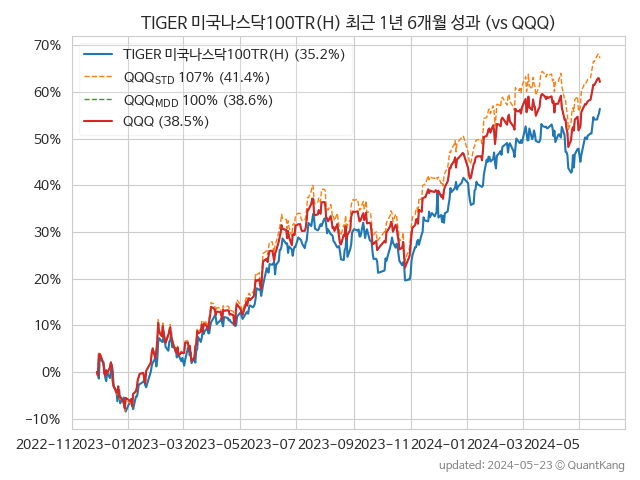 TIGER 미국나스닥100TR(H) 최근 1년 6개월 성과 (vs QQQ)
70%
60%
50%
40%
30%
20%
10%
0%
−10%
TIGER 미국나스닥100TR(H) (35.2%)
QQQSTD 107% (41.4%)
QQQMDD 100% (38.6%)
QQQ (38.5%)
2022-11 2023-01 2023-03 2023-05 2023-07 2023-09 2023-11 2024-01 2024-03 2024-05
updated: 2024-05-23 ⓒ QuantKang